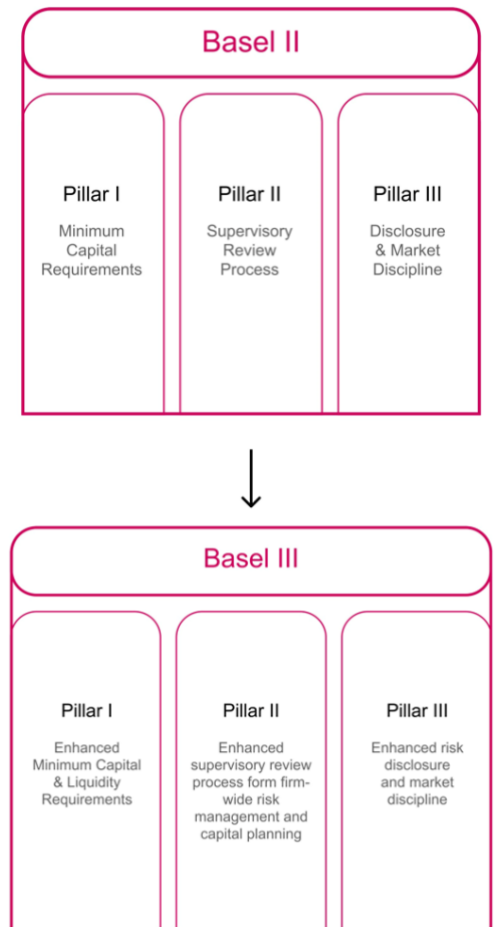 Basel II
Pillar I
Minimum
Capital
Requirements
Pillar II
Supervisory
Review
Process
Pillar III
Disclosure
& Market
Discipline
Basel III
Pillar I
Enhanced
Minimum Capital
& Liquidity
Requirements
Pillar II
Enhanced
supervisory review
process form firm-
wide risk
management and
capital planning
Pillar III
Enhanced risk
disclosure
and market
discipline